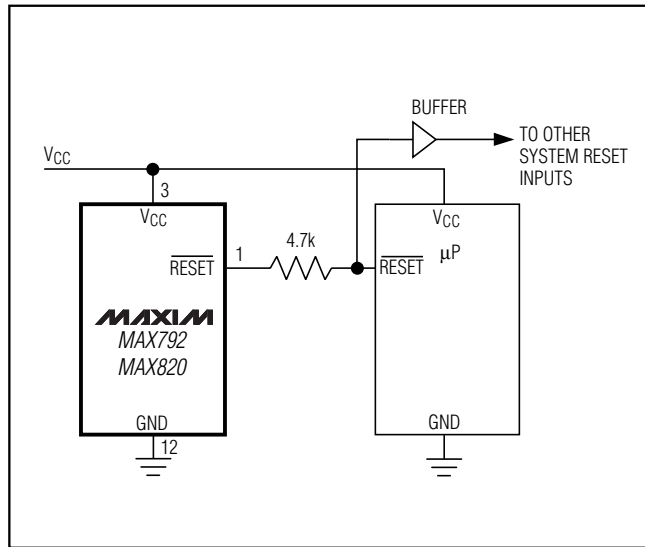 BUFFER
TO OTHER
SYSTEM RESET
INPUTS
VCC
3
VCC
VCC
RESET
1
4.7k
RESET
µP
MAXIM
MAX792
MAX820
GND
12
GND